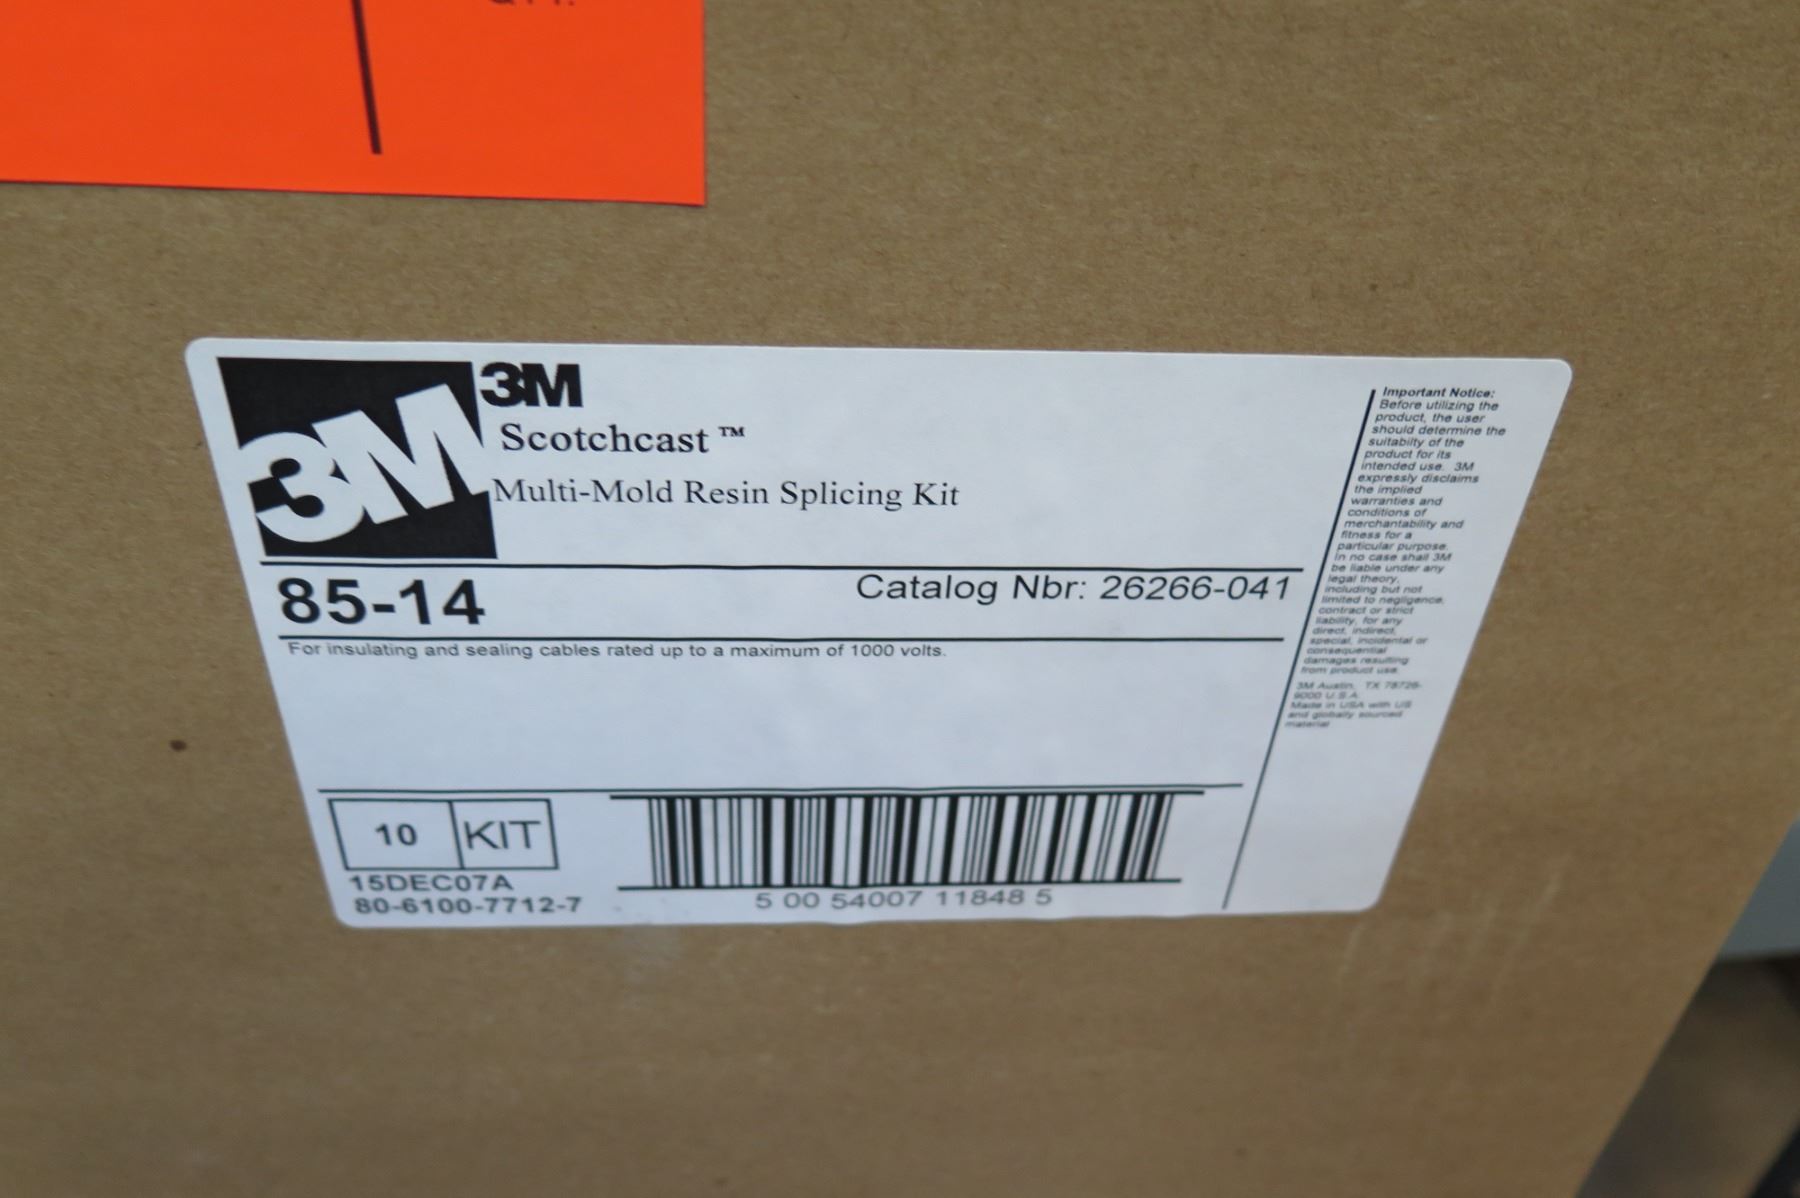 3M
3M
Scotchcast ™
Multi-Mold Resin Splicing Kit
85-14
Catalog Nbr: 26266-041
For insulating and sealing cables rated up to a maximum of 1000 volts.
10 KIT
15DEC07A
80-6100-7712-7
5 00 54007 11848 5
Important Notice:
Before utilizing the
product, the user
should determine the
suitabilty of the
product for its
intended use. 3M
expressly disclaims
the implied
warranties and
conditions of
merchantability and
fitness for a
particular purpose.
In no case shall 3M
be liable under any
legal theory,
including but not
limited to negligence,
contract or strict
liability, for any
direct, indirect,
special, incidental or
consequential
damages resulting
from product use.
3M Austin, TX 78726-
9000 U.S.A.
Made in USA with US
and globally sourced
material